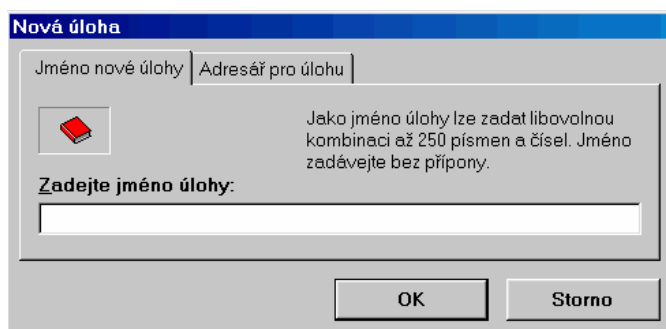 Nová úloha
Jméno nové úlohy
Adresář pro úlohu
Jako jméno úlohy lze zadat libovolnou
kombinaci až 250 písmen a čísel. Jméno
zadávejte bez přípony.
Zadejte jméno úlohy:
OK
Storno